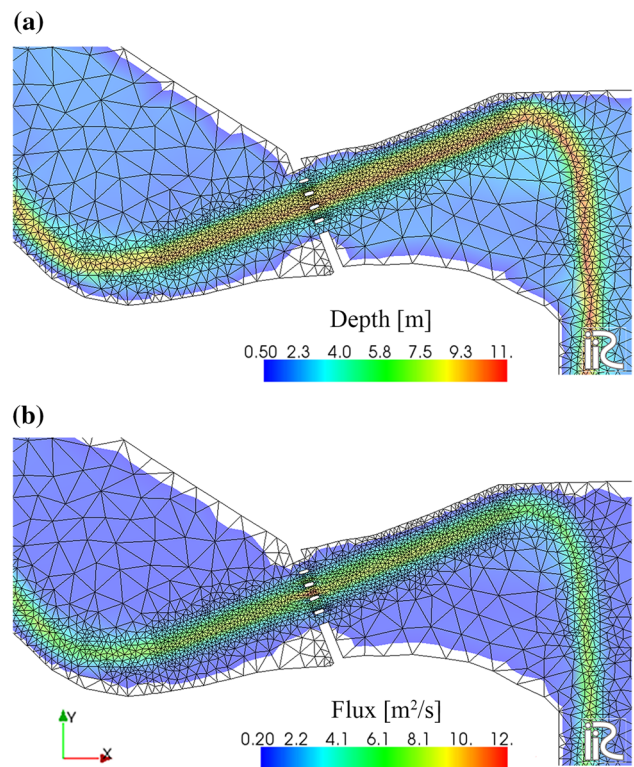 (a)
Depth [m]
0.50 2.3 4.0 5.8 7.5 9.3 11.
(b)
Flux [m²/s]
Y
X
0.20 2.2 4.1 6.1 8.1 10. 12.